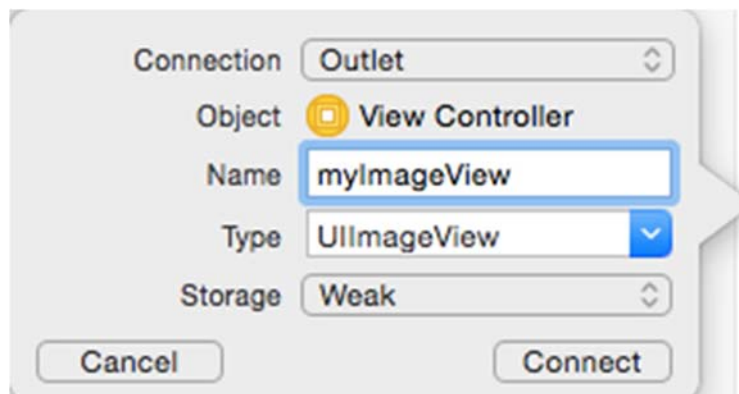 Connection Outlet
Object View Controller
Name myImageView
Type UIImageView
Storage Weak
Cancel Connect